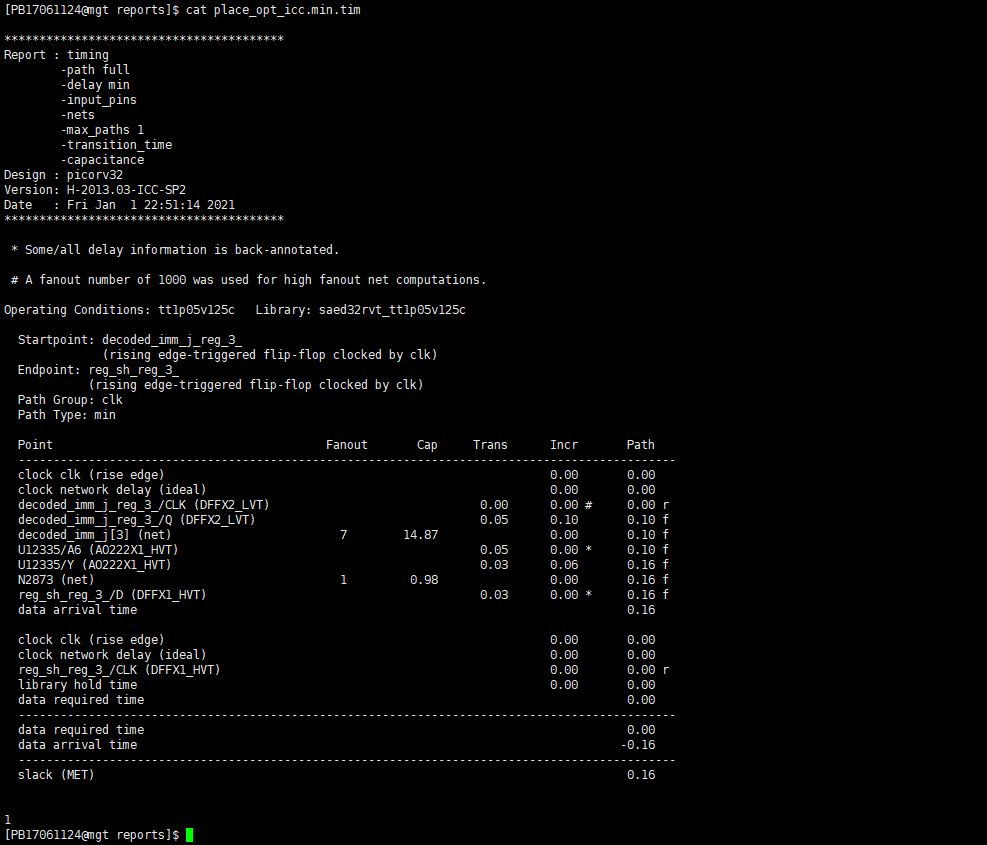 [PB17061124@mgt reports]$ cat place_opt_icc.min.tim
****************************************
Report : timing
        -path full
        -delay min
        -input_pins
        -nets
        -max_paths 1
        -transition_time
        -capacitance
Design : picorv32
Version: H-2013.03-ICC-SP2
Date   : Fri Jan  1 22:51:14 2021
****************************************
 * Some/all delay information is back-annotated.
 # A fanout number of 1000 was used for high fanout net computations.
Operating Conditions: tt1p05v125c   Library: saed32rvt_tt1p05v125c
  Startpoint: decoded_imm_j_reg_3_
              (rising edge-triggered flip-flop clocked by clk)
  Endpoint: reg_sh_reg_3_
            (rising edge-triggered flip-flop clocked by clk)
  Path Group: clk
  Path Type: min
  Point                                       Fanout       Cap     Trans      Incr       Path
  ----------------------------------------------------------------------------------------------
  clock clk (rise edge)                                                       0.00       0.00
  clock network delay (ideal)                                                 0.00       0.00
  decoded_imm_j_reg_3_/CLK (DFFX2_LVT)                              0.00      0.00 #     0.00 r
  decoded_imm_j_reg_3_/Q (DFFX2_LVT)                                0.05      0.10       0.10 f
  decoded_imm_j[3] (net)                        7        14.87                0.00       0.10 f
  U12335/A6 (AO222X1_HVT)                                           0.05      0.00 *     0.10 f
  U12335/Y (AO222X1_HVT)                                            0.03      0.06       0.16 f
  N2873 (net)                                   1         0.98                0.00       0.16 f
  reg_sh_reg_3_/D (DFFX1_HVT)                                       0.03      0.00 *     0.16 f
  data arrival time                                                                      0.16
  clock clk (rise edge)                                                       0.00       0.00
  clock network delay (ideal)                                                 0.00       0.00
  reg_sh_reg_3_/CLK (DFFX1_HVT)                                               0.00       0.00 r
  library hold time                                                           0.00       0.00
  data required time                                                                     0.00
  ----------------------------------------------------------------------------------------------
  data required time                                                                     0.00
  data arrival time                                                                     -0.16
  ----------------------------------------------------------------------------------------------
  slack (MET)                                                                            0.16
1
[PB17061124@mgt reports]$